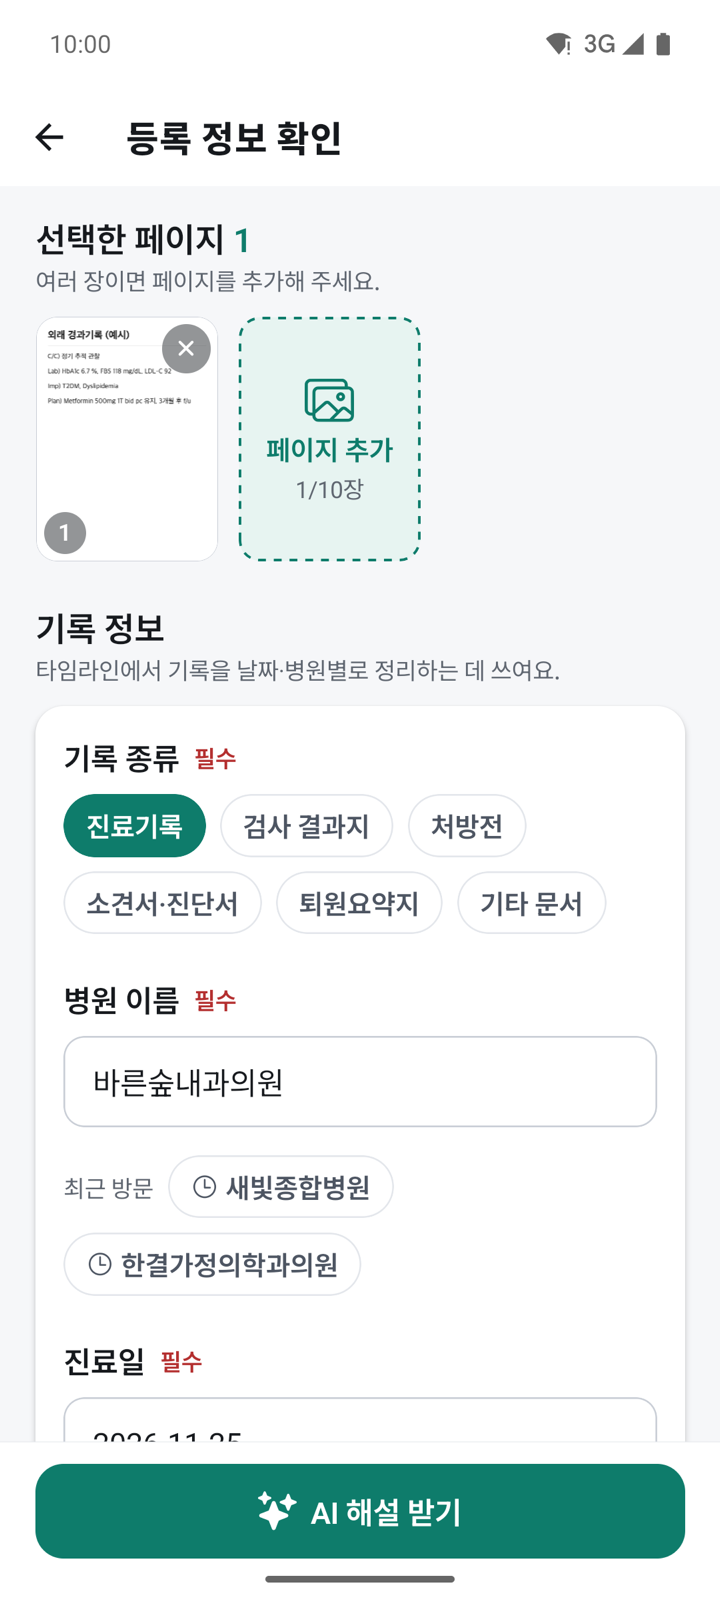 10:00
3G
등록 정보 확인
선택한 페이지 1
여러 장이면 페이지를 추가해 주세요.
외래 경과기록 (예시)
C/C) 정기 추적 관찰
Lab) HbA1c 6.7 %, FBS 118 mg/dL, LDL-C 92
Imp) T2DM, Dyslipidemia
Plan) Metformin 500mg 1T bid pc 유지, 3개월 후 f/u
1
페이지 추가
1/10장
기록 정보
타임라인에서 기록을 날짜·병원별로 정리하는 데 쓰여요.
기록 종류 필수
진료기록 검사 결과지 처방전
소견서·진단서 퇴원요약지 기타 문서
병원 이름 필수
바른숲내과의원
최근 방문 새빛종합병원
한결가정의학과의원
진료일 필수
AI 해설 받기